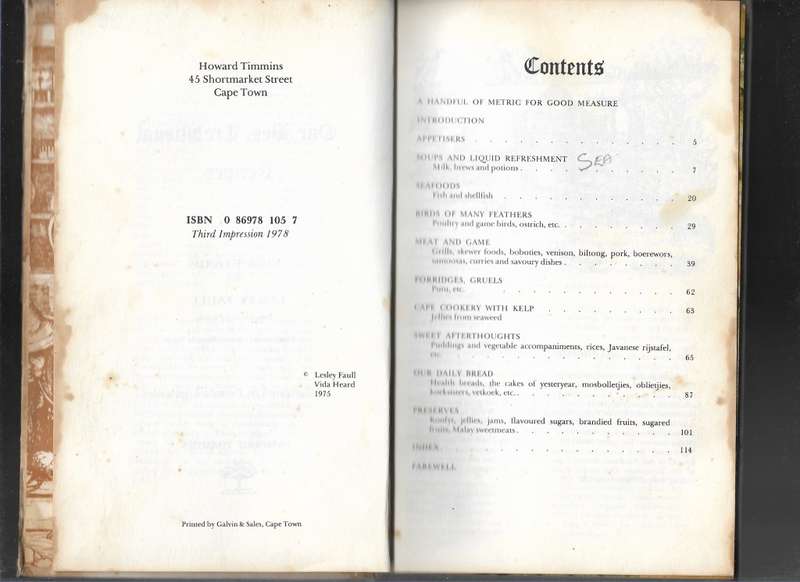 Howard Timmins
45 Shortmarket Street
Cape Town
ISBN 0 86978 105 7
Third Impression 1978
© Lesley Faull
Vida Heard
1975
Printed by Galvin & Sales, Cape Town
Contents
A HANDFUL OF METRIC FOR GOOD MEASURE
INTRODUCTION
APPETISERS . . . . . . . . . . . 5
SOUPS AND LIQUID REFRESHMENT
Milk, brews and potions . . . . . . . . . 7
SEAFOODS
Fish and shellfish . . . . . . . . . . 20
BIRDS OF MANY FEATHERS
Poultry and game birds, ostrich, etc. . . . . . . . 29
MEAT AND GAME
Grills, skewer foods, boboties, venison, biltong, pork, boerewors,
samoosas, curries and savoury dishes . . . . . . . 39
PORRIDGES, GRUELS
Putu, etc. . . . . . . . . . . . 62
CAPE COOKERY WITH KELP . . . . . . . . 63
Jellies from seaweed
SWEET AFTERTHOUGHTS
Puddings and vegetable accompaniments, rices, Javanese rijstafel,
etc. . . . . . . . . . . . . 65
OUR DAILY BREAD
Health breads, the cakes of yesteryear, mosbolletjies, oblietjies,
koeksisters, vetkoek, etc. . . . . . . . . . 87
PRESERVES
Konfyt, jellies, jams, flavoured sugars, brandied fruits, sugared
fruits, Malay sweetmeats . . . . . . . . . 101
INDEX . . . . . . . . . . . . 114
FAREWELL